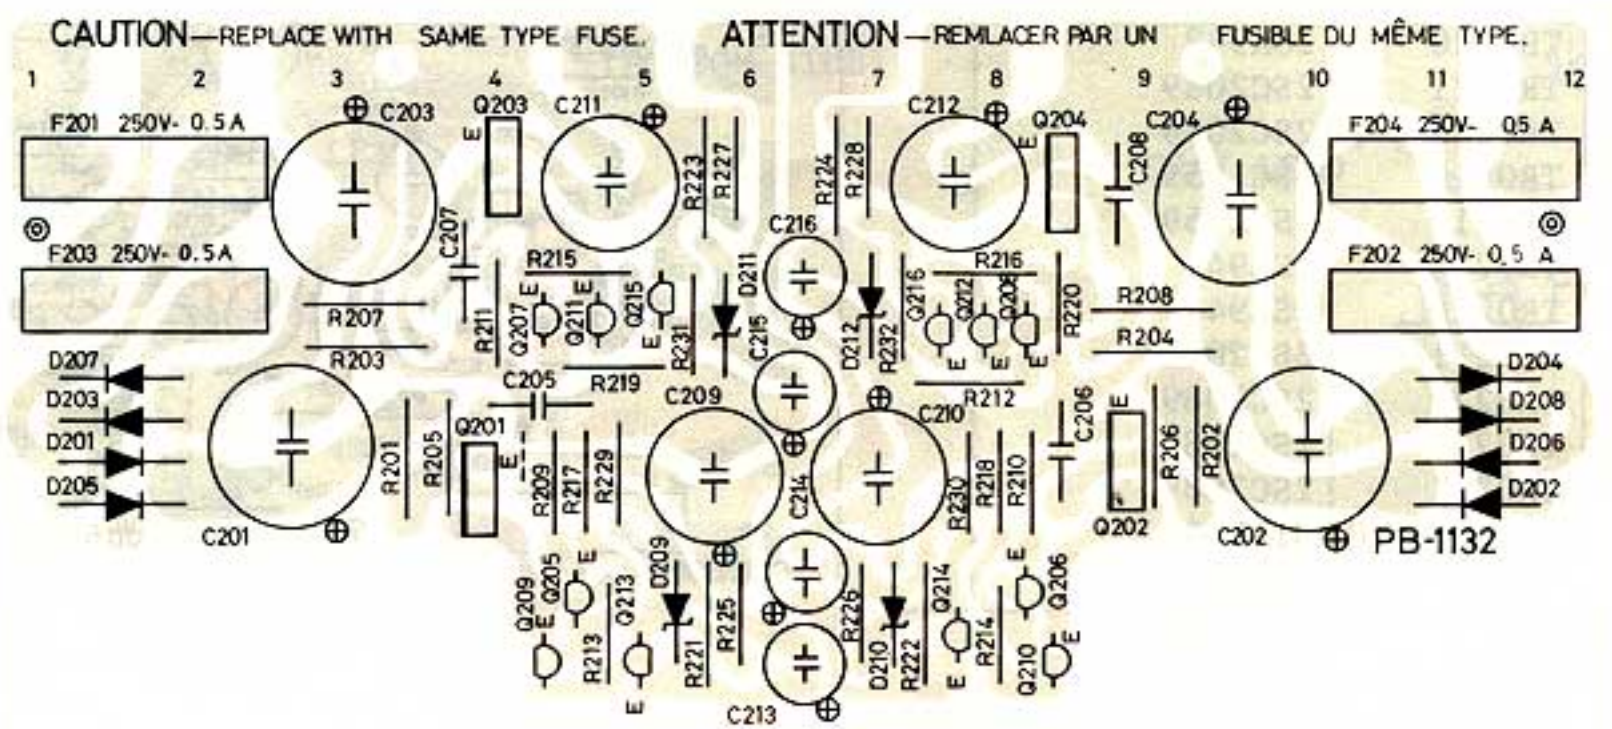 CAUTION—REPLACE WITH SAME TYPE FUSE. ATTENTION—REMLACER PAR UN FUSIBLE DU MÊME TYPE.
1 2 3 4 5 6 7 8 9 10 11 12
F201 250V- 0.5A
C203
Q203
E
C211
R223
R227
R224
R228
C212
E
Q204
C208
C204
F204 250V- 0,5 A
F203 250V- 0.5A
C207
C216
F202 250V- 0,5 A
R215
D211
R216
R207
R211
Q207
E
Q211
E
Q215
E
R231
C215
D212
R232
Q216
Q212
Q208
E
E
E
R220
R208
R203
R204
D207
C205
R219
C209
C210
R212
D204
D203
D208
D201
R201
R205
Q201
E
R209
R217
R229
C214
R230
R218
R210
C206
E
R206
R202
D206
D205
D202
C201
Q202
C202
PB-1132
Q209
E
Q205
E
Q213
E
D209
R225
R226
Q214
E
E
Q206
R213
R221
D210
R222
R214
Q210
E
C213